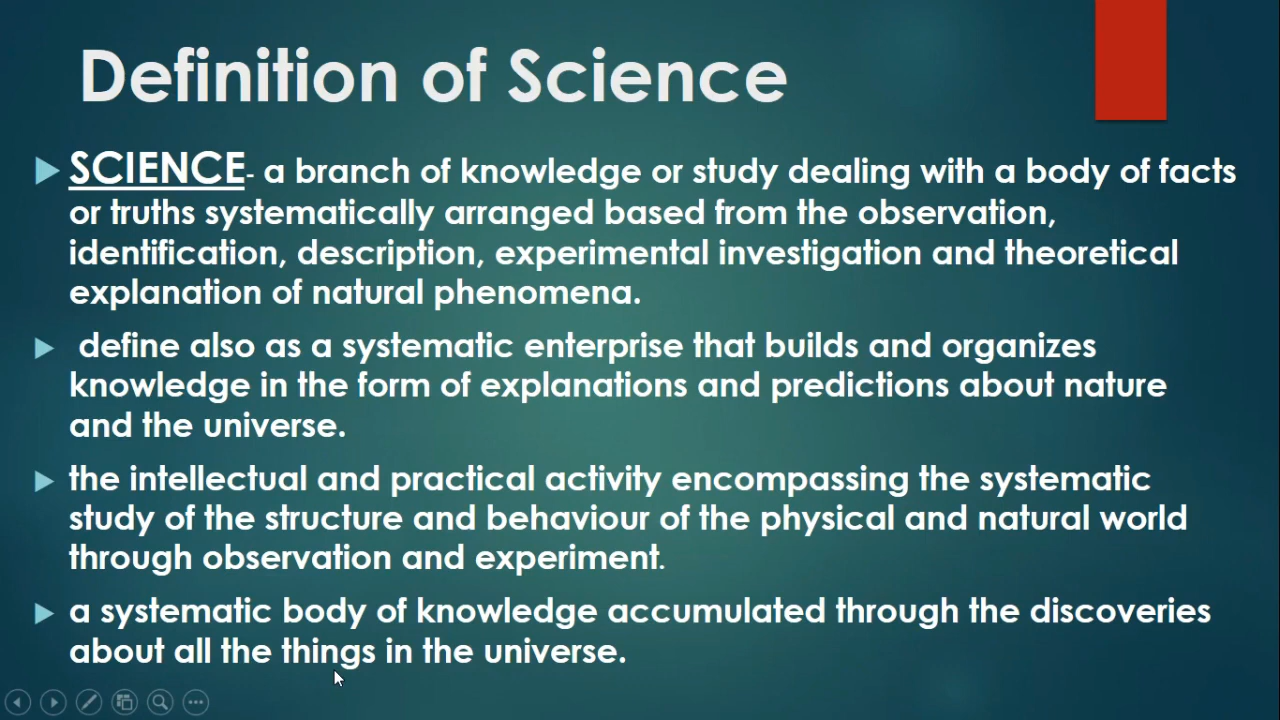 Definition of Science
SCIENCE- a branch of knowledge or study dealing with a body of facts
or truths systematically arranged based from the observation,
identification, description, experimental investigation and theoretical
explanation of natural phenomena.
define also as a systematic enterprise that builds and organizes
knowledge in the form of explanations and predictions about nature
and the universe.
the intellectual and practical activity encompassing the systematic
study of the structure and behaviour of the physical and natural world
through observation and experiment.
a systematic body of knowledge accumulated through the discoveries
about all the things in the universe.